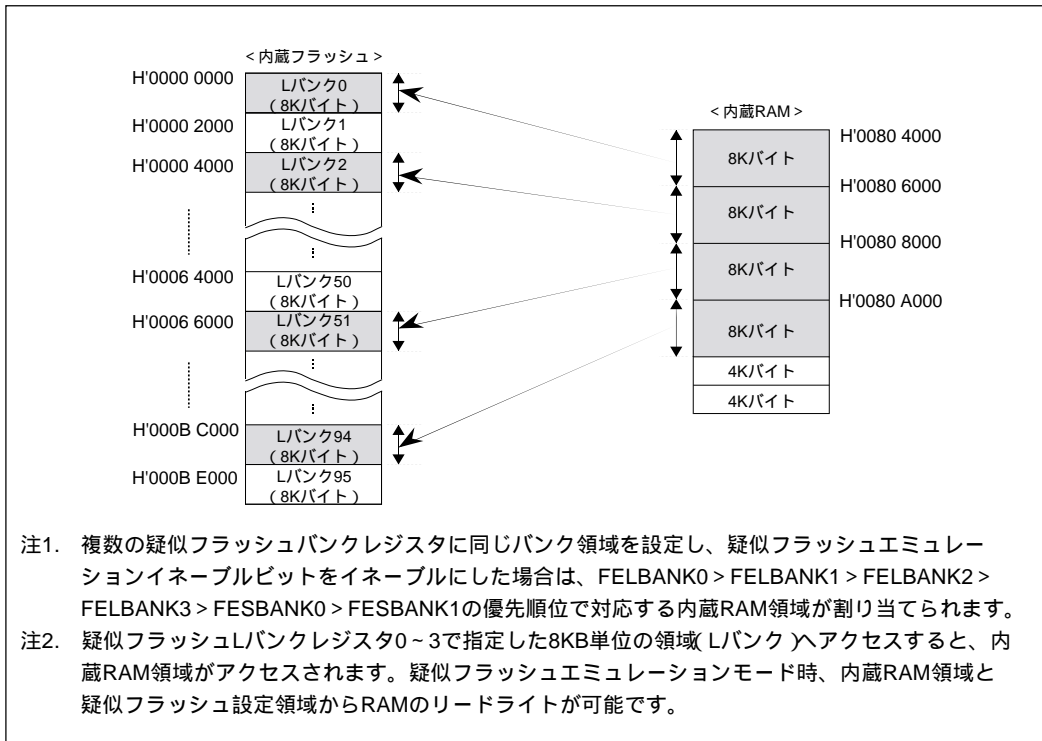 <内蔵フラッシュ>
H'0000 0000
Lバンク0
(8Kバイト)
H'0000 2000
Lバンク1
(8Kバイト)
H'0000 4000
Lバンク2
(8Kバイト)
H'0006 4000
Lバンク50
(8Kバイト)
H'0006 6000
Lバンク51
(8Kバイト)
H'000B C000
Lバンク94
(8Kバイト)
H'000B E000
Lバンク95
(8Kバイト)
<内蔵RAM>
H'0080 4000
8Kバイト
H'0080 6000
8Kバイト
H'0080 8000
8Kバイト
H'0080 A000
8Kバイト
4Kバイト
4Kバイト
注1. 複数の疑似フラッシュバンクレジスタに同じバンク領域を設定し、疑似フラッシュエミュレー
ションイネーブルビットをイネーブルにした場合は、FELBANK0>FELBANK1>FELBANK2>
FELBANK3>FESBANK0>FESBANK1の優先順位で対応する内蔵RAM領域が割り当てられます。
注2. 疑似フラッシュLバンクレジスタ0~3で指定した8KB単位の領域(Lバンク)へアクセスすると、内
蔵RAM領域がアクセスされます。疑似フラッシュエミュレーションモード時、内蔵RAM領域と
疑似フラッシュ設定領域からRAMのリードライトが可能です。